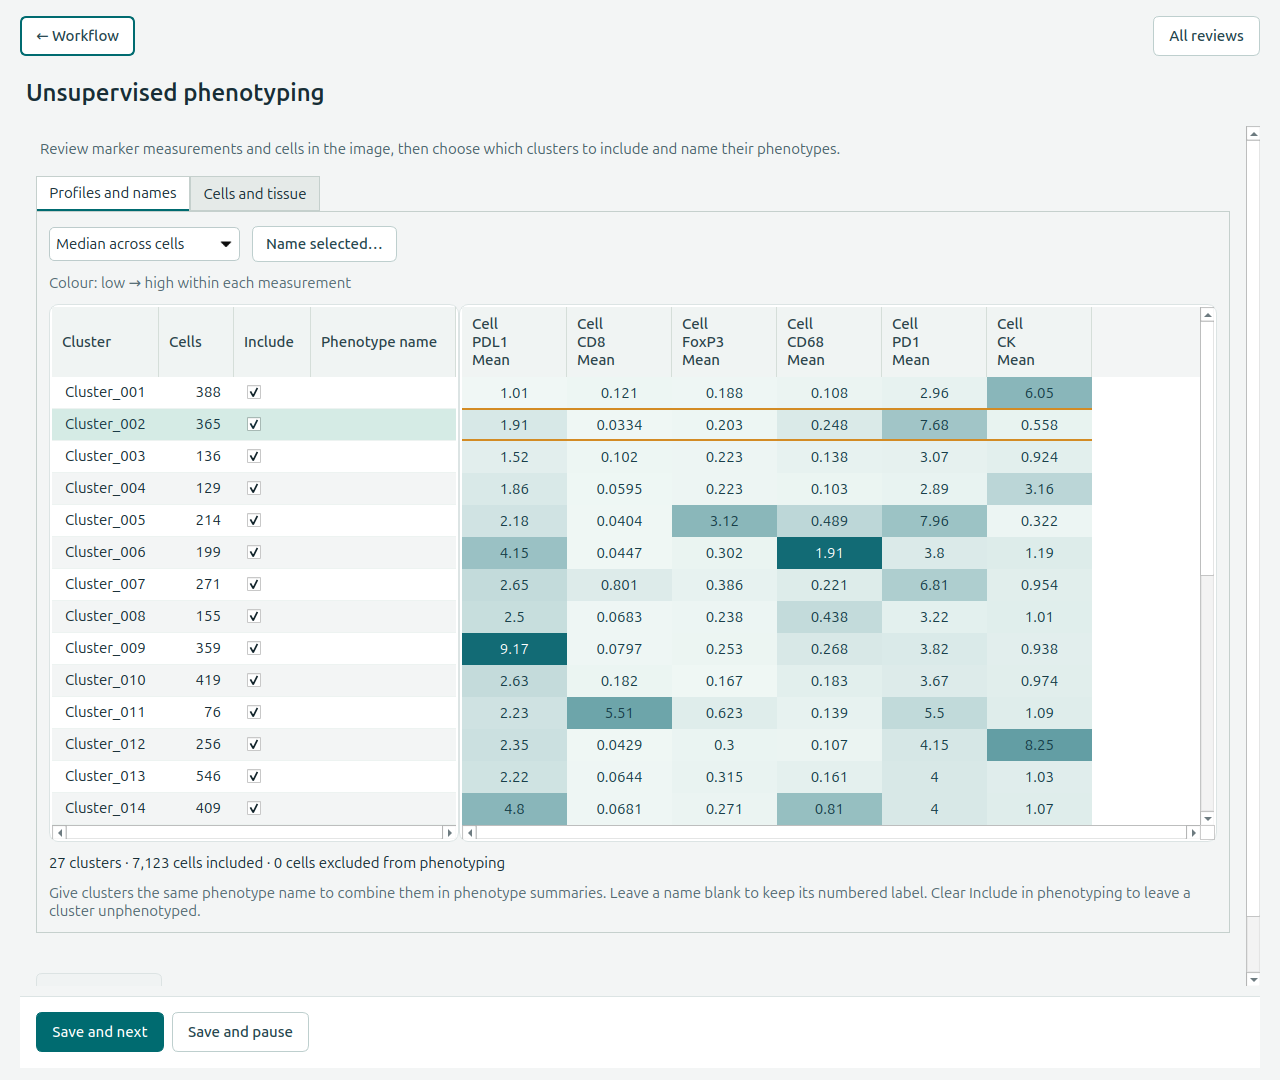 ← Workflow
All reviews
Unsupervised phenotyping
Review marker measurements and cells in the image, then choose which clusters to include and name their phenotypes.
Profiles and names
Cells and tissue
Median across cells
Name selected...
Colour: low → high within each measurement
Cluster Cells Include Phenotype name
Cell PDL1 Mean
Cell CD8 Mean
Cell FoxP3 Mean
Cell CD68 Mean
Cell PD1 Mean
Cell CK Mean
Cluster_001 388 1.01 0.121 0.188 0.108 2.96 6.05
Cluster_002 365 1.91 0.0334 0.203 0.248 7.68 0.558
Cluster_003 136 1.52 0.102 0.223 0.138 3.07 0.924
Cluster_004 129 1.86 0.0595 0.223 0.103 2.89 3.16
Cluster_005 214 2.18 0.0404 3.12 0.489 7.96 0.322
Cluster_006 199 4.15 0.0447 0.302 1.91 3.8 1.19
Cluster_007 271 2.65 0.801 0.386 0.221 6.81 0.954
Cluster_008 155 2.5 0.0683 0.238 0.438 3.22 1.01
Cluster_009 359 9.17 0.0797 0.253 0.268 3.82 0.938
Cluster_010 419 2.63 0.182 0.167 0.183 3.67 0.974
Cluster_011 76 2.23 5.51 0.623 0.139 5.5 1.09
Cluster_012 256 2.35 0.0429 0.3 0.107 4.15 8.25
Cluster_013 546 2.22 0.0644 0.315 0.161 4 1.03
Cluster_014 409 4.8 0.0681 0.271 0.81 4 1.07
27 clusters · 7,123 cells included · 0 cells excluded from phenotyping
Give clusters the same phenotype name to combine them in phenotype summaries. Leave a name blank to keep its numbered label. Clear Include in phenotyping to leave a
cluster unphenotyped.
Save and next
Save and pause